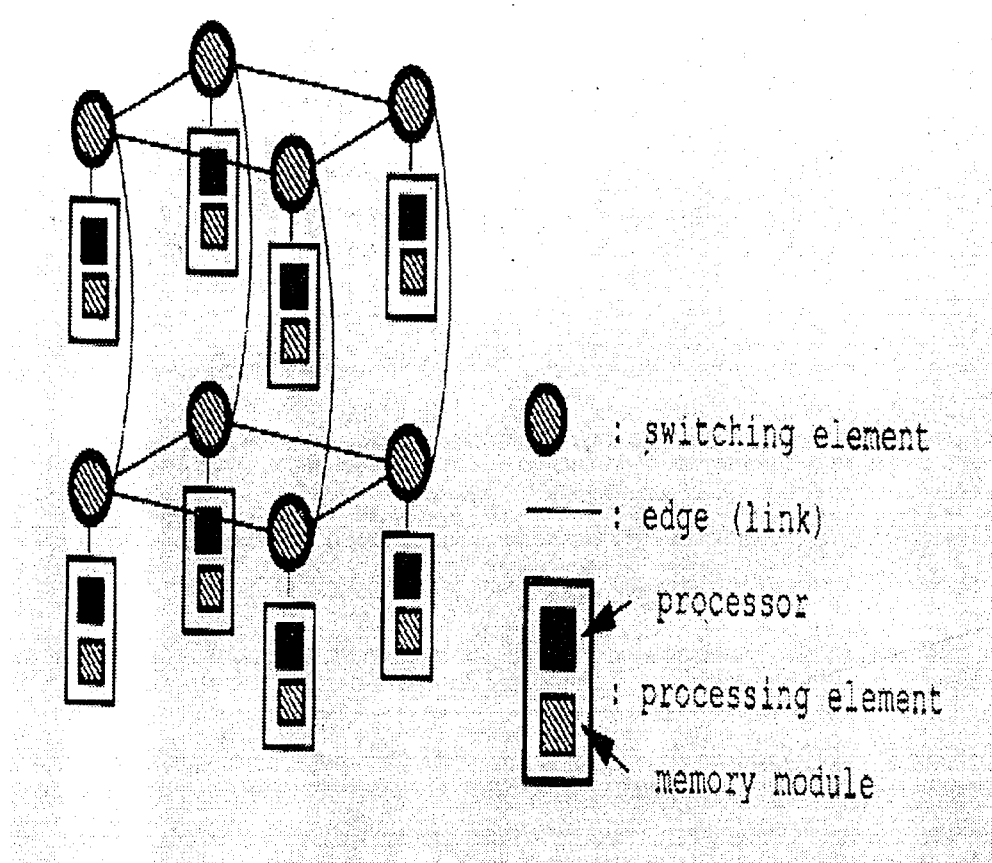 : switching element
: edge (link)
processor
: processing element
memory module